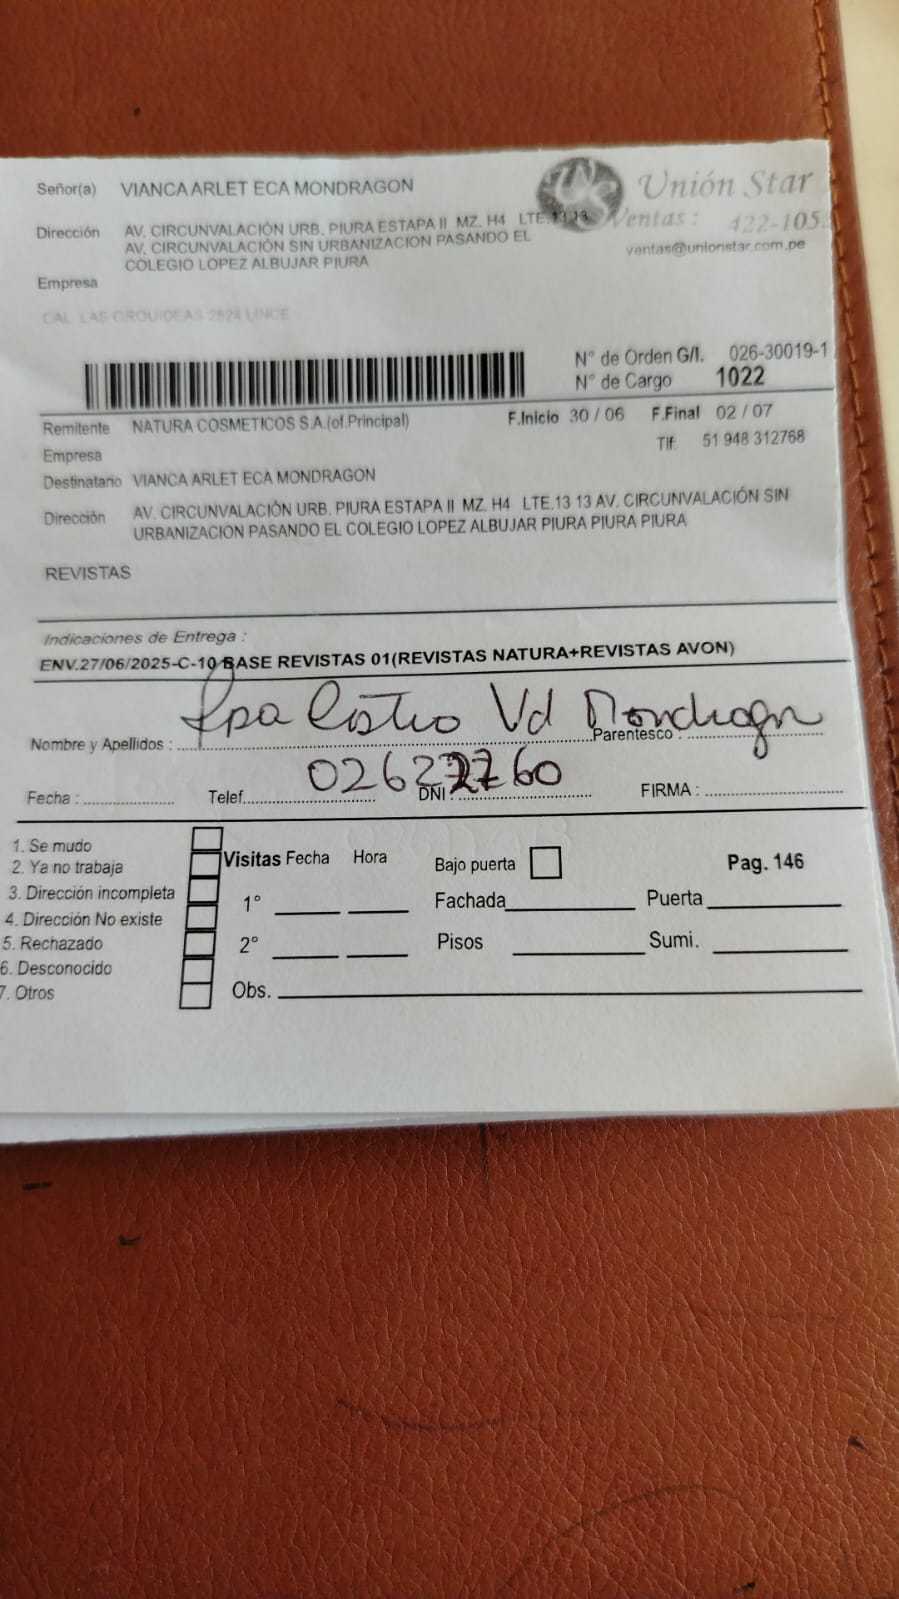 Señor(a) VIANCA ARLET ECA MONDRAGON
Unión Star
Dirección AV. CIRCUNVALACIÓN URB. PIURA ESTAPA II MZ. H4 LTE.13 13
AV. CIRCUNVALACIÓN SIN URBANIZACION PASANDO EL
COLEGIO LOPEZ ALBUJAR PIURA
Ventas: 422-105
ventas@unionstar.com.pe
Empresa
CAL. LAS ORQUIDEAS 2624 LINCE
N° de Orden G/I. 026-30019-1
N° de Cargo 1022
Remitente NATURA COSMETICOS S.A.(of.Principal)
F.Inicio 30 / 06 F.Final 02 / 07
Empresa
Tlf. 51 948 312768
Destinatario VIANCA ARLET ECA MONDRAGON
Dirección AV. CIRCUNVALACIÓN URB. PIURA ESTAPA II MZ. H4 LTE.13 13 AV. CIRCUNVALACIÓN SIN
URBANIZACION PASANDO EL COLEGIO LOPEZ ALBUJAR PIURA PIURA PIURA
REVISTAS
Indicaciones de Entrega :
ENV.27/06/2025-C-10 BASE REVISTAS 01(REVISTAS NATURA+REVISTAS AVON)
Castro Vd Mondragon
Nombre y Apellidos : Parentesco :
Fecha : Telef. DNI : FIRMA :
1. Se mudo
2. Ya no trabaja
3. Dirección incompleta
4. Dirección No existe
5. Rechazado
6. Desconocido
7. Otros
Visitas Fecha Hora
Bajo puerta
Pag. 146
1°
Fachada
Puerta
2°
Pisos
Sumi.
Obs.